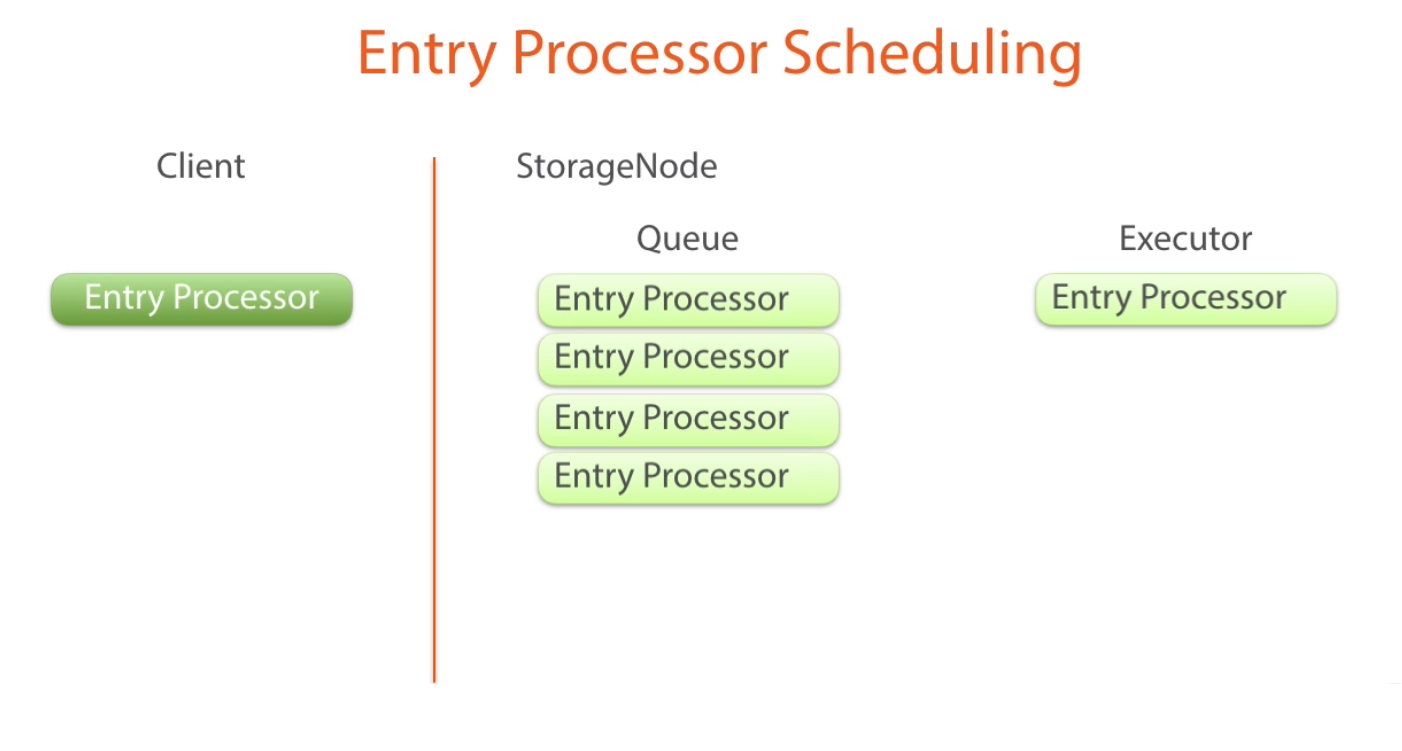 Entry Processor Scheduling
Client
StorageNode
Queue
Executor
Entry Processor
Entry Processor
Entry Processor
Entry Processor
Entry Processor
Entry Processor